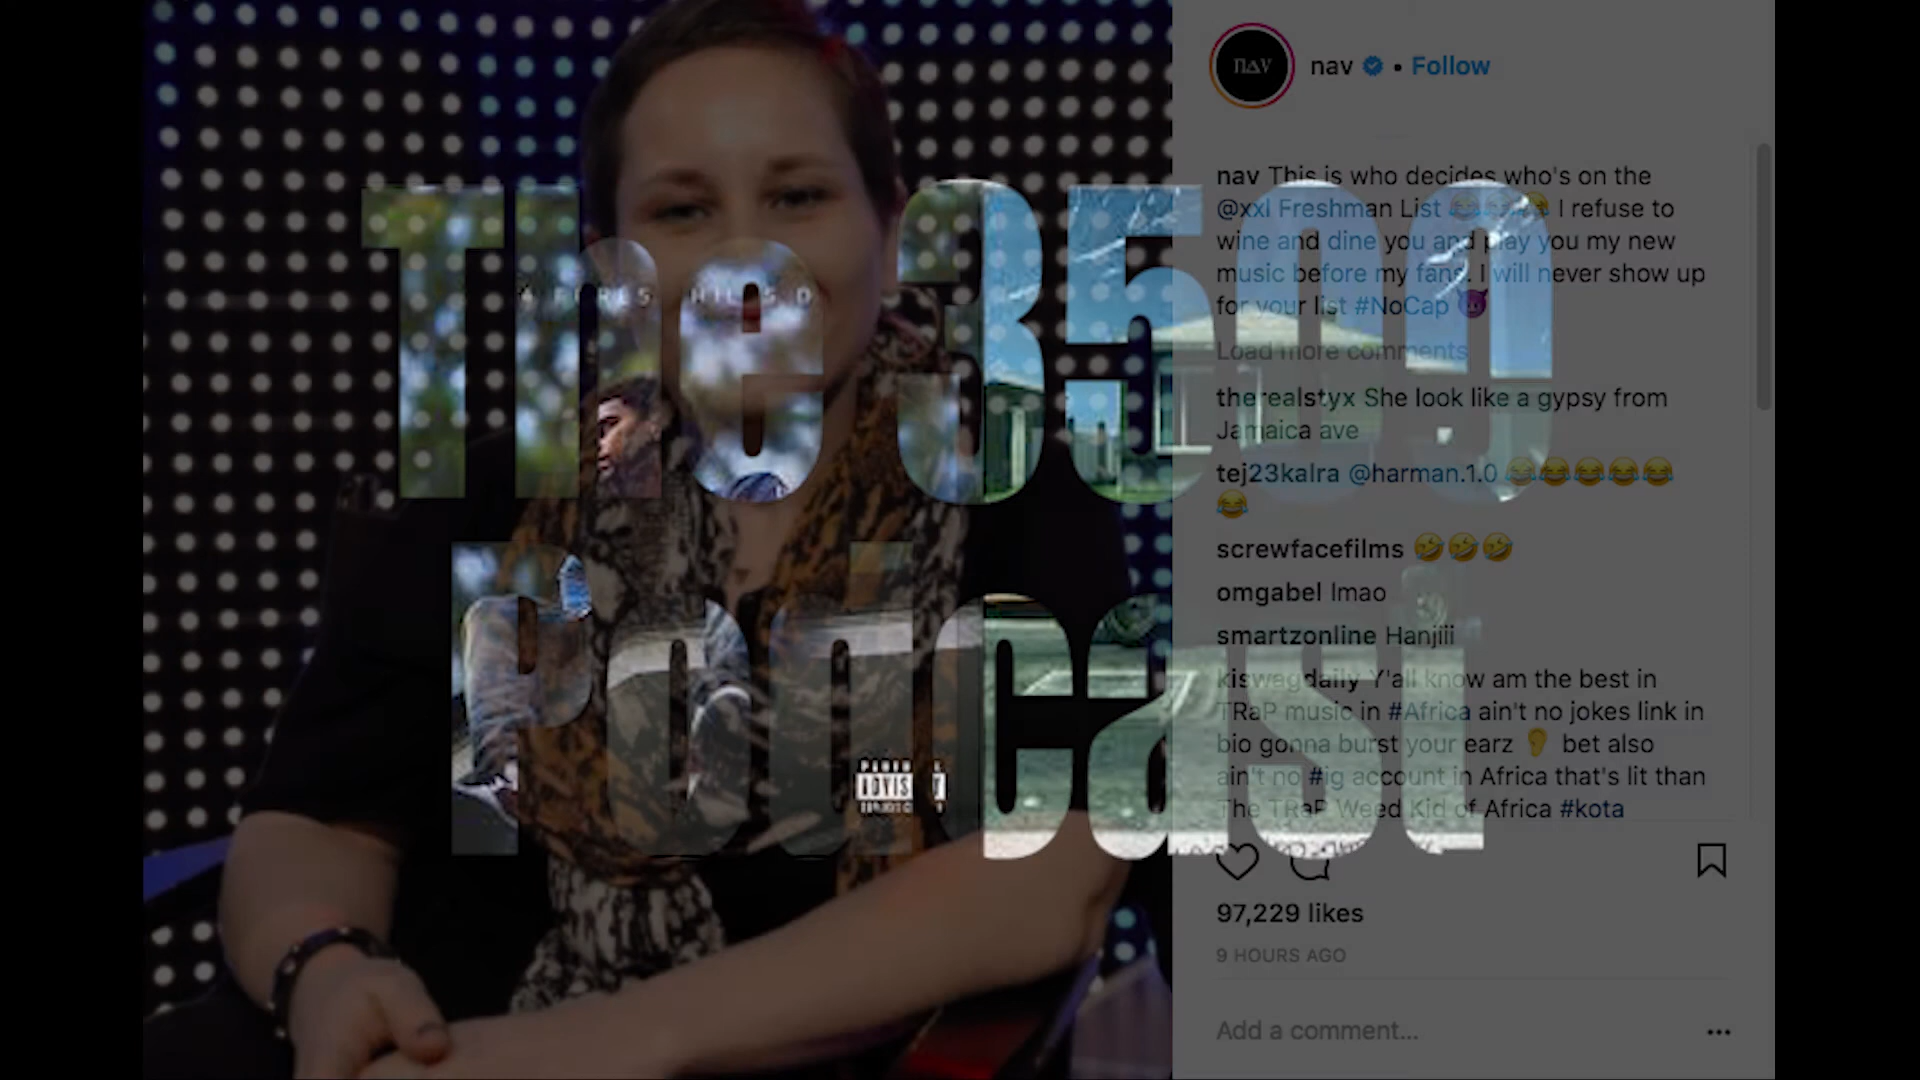 The 3500
Podcast
nav
nav • Follow
nav This is who decides who's on the
@xxl Freshman List 😂😂😂 I refuse to
wine and dine you and play you my new
music before my fans. I will never show up
for your list #NoCap 😈
Load more comments
therealstyx She look like a gypsy from
Jamaica ave
tej23kalra @harman.1.0 😂😂😂😂😂
😂
screwfacefilms 🤣🤣🤣
omgabel lmao
smartzonline Hanjiii
kiswagdaily Y'all know am the best in
TRaP music in #Africa ain't no jokes link in
bio gonna burst your earz 👂 bet also
ain't no #ig account in Africa that's lit than
The TRaP Weed Kid of Africa #kota
97,229 likes
9 HOURS AGO
Add a comment...